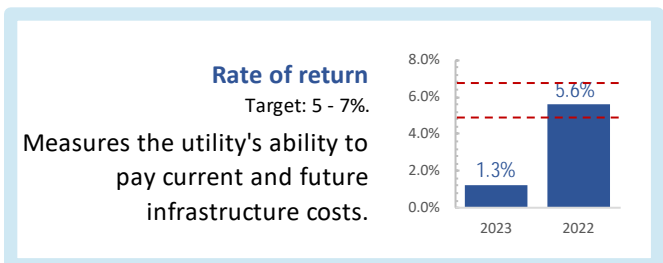 Rate of return
Target: 5 - 7%.
Measures the utility's ability to
pay current and future
infrastructure costs.
8.0%
6.0%
4.0%
2.0%
0.0%
1.3%
5.6%
2023
2022